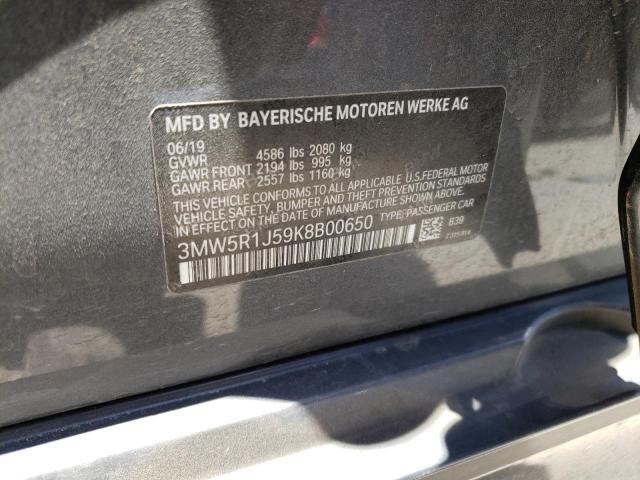 MFD BY BAYERISCHE MOTOREN WERKE AG
06/19
GVWR 4586 lbs 2080 kg
GAWR FRONT 2194 lbs 995 kg
GAWR REAR 2557 lbs 1160 kg
THIS VEHICLE CONFORMS TO ALL APPLICABLE U.S.FEDERAL MOTOR
VEHICLE SAFETY, BUMPER AND THEFT PREVENTION STANDARDS
IN EFFECT ON THE DATE OF MANUFACTURE SHOWN ABOVE.
3MW5R1J59K8B00650 TYPE: PASSENGER CAR
B39